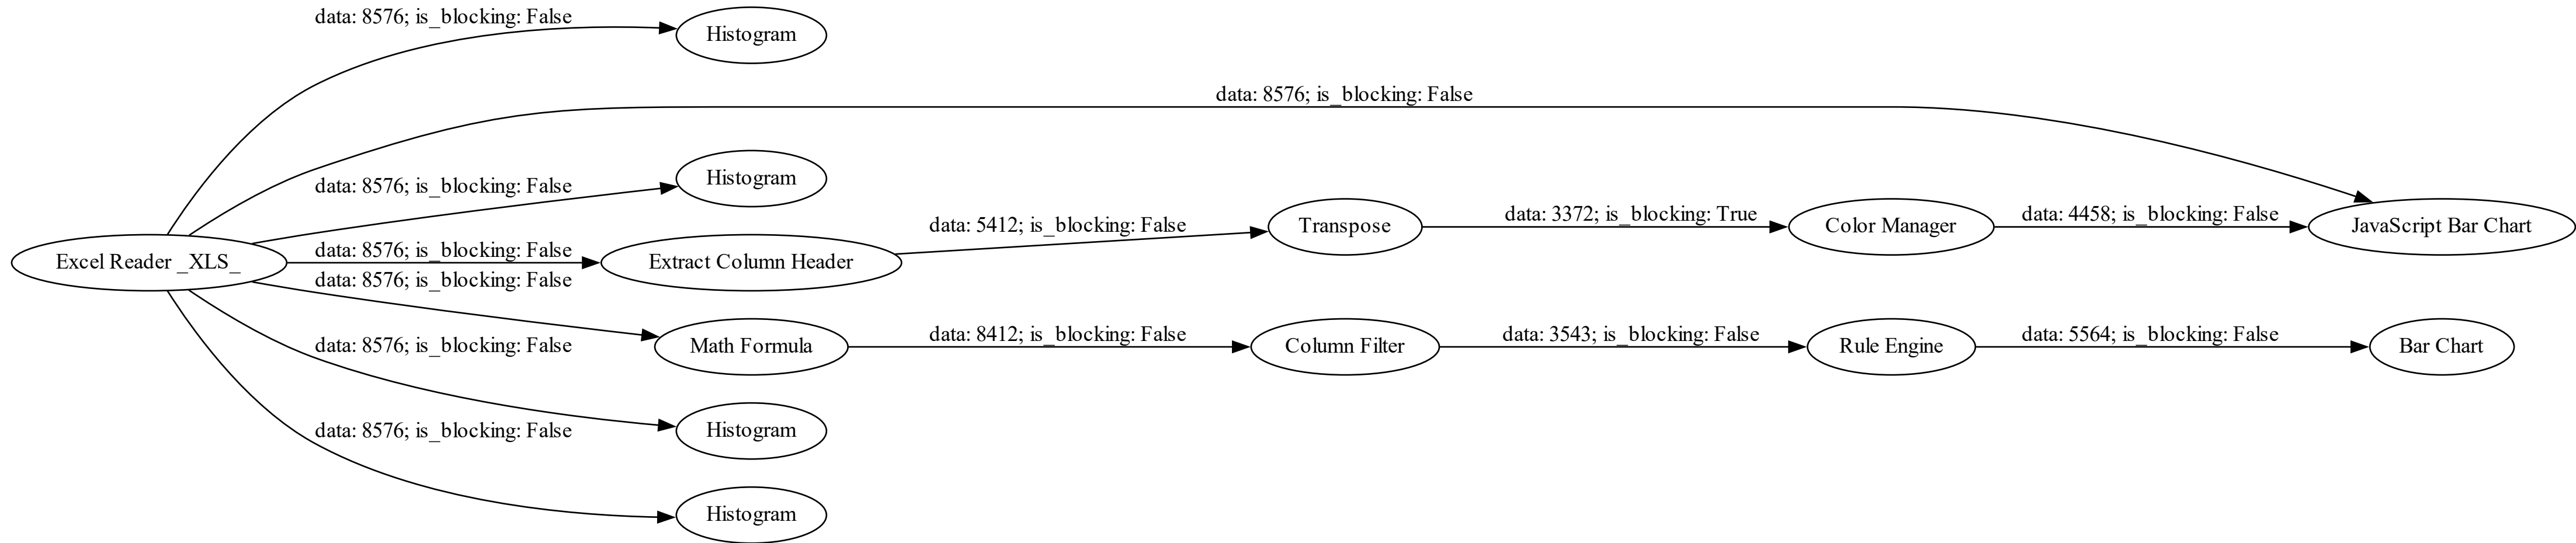 data: 8576; is_blocking: False
Histogram
data: 8576; is_blocking: False
Histogram
data: 8576; is_blocking: False
data: 5412; is_blocking: False
Transpose
data: 3372; is_blocking: True
Color Manager
data: 4458; is_blocking: False
JavaScript Bar Chart
Excel Reader _XLS_
data: 8576; is_blocking: False
Extract Column Header
data: 8576; is_blocking: False
Math Formula
data: 8412; is_blocking: False
Column Filter
data: 3543; is_blocking: False
Rule Engine
data: 5564; is_blocking: False
Bar Chart
data: 8576; is_blocking: False
Histogram
data: 8576; is_blocking: False
Histogram